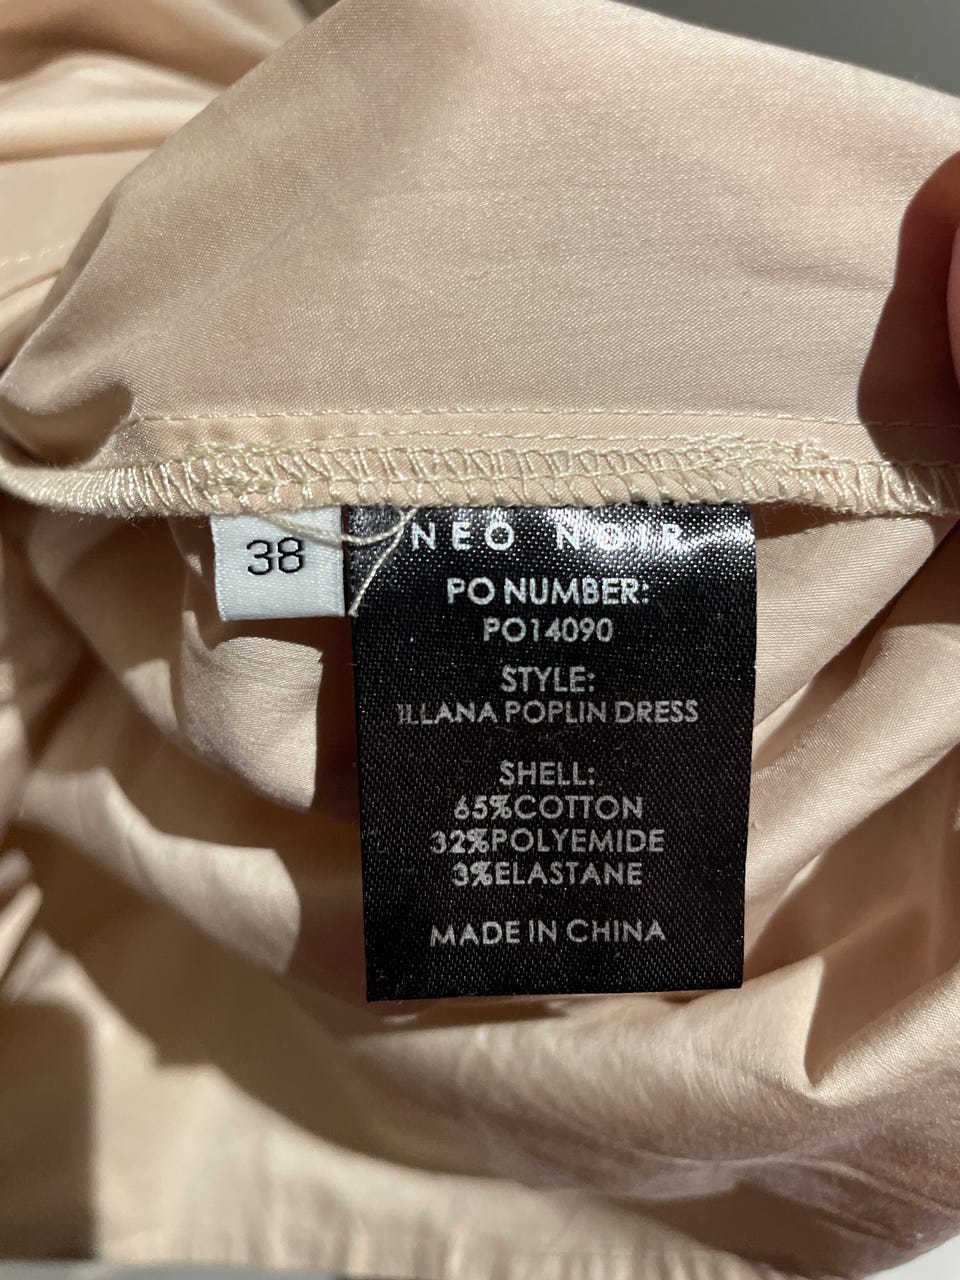 38
NEO NOIR
PO NUMBER:
PO14090
STYLE:
ILLANA POPLIN DRESS
SHELL:
65%COTTON
32%POLYEMIDE
3%ELASTANE
MADE IN CHINA